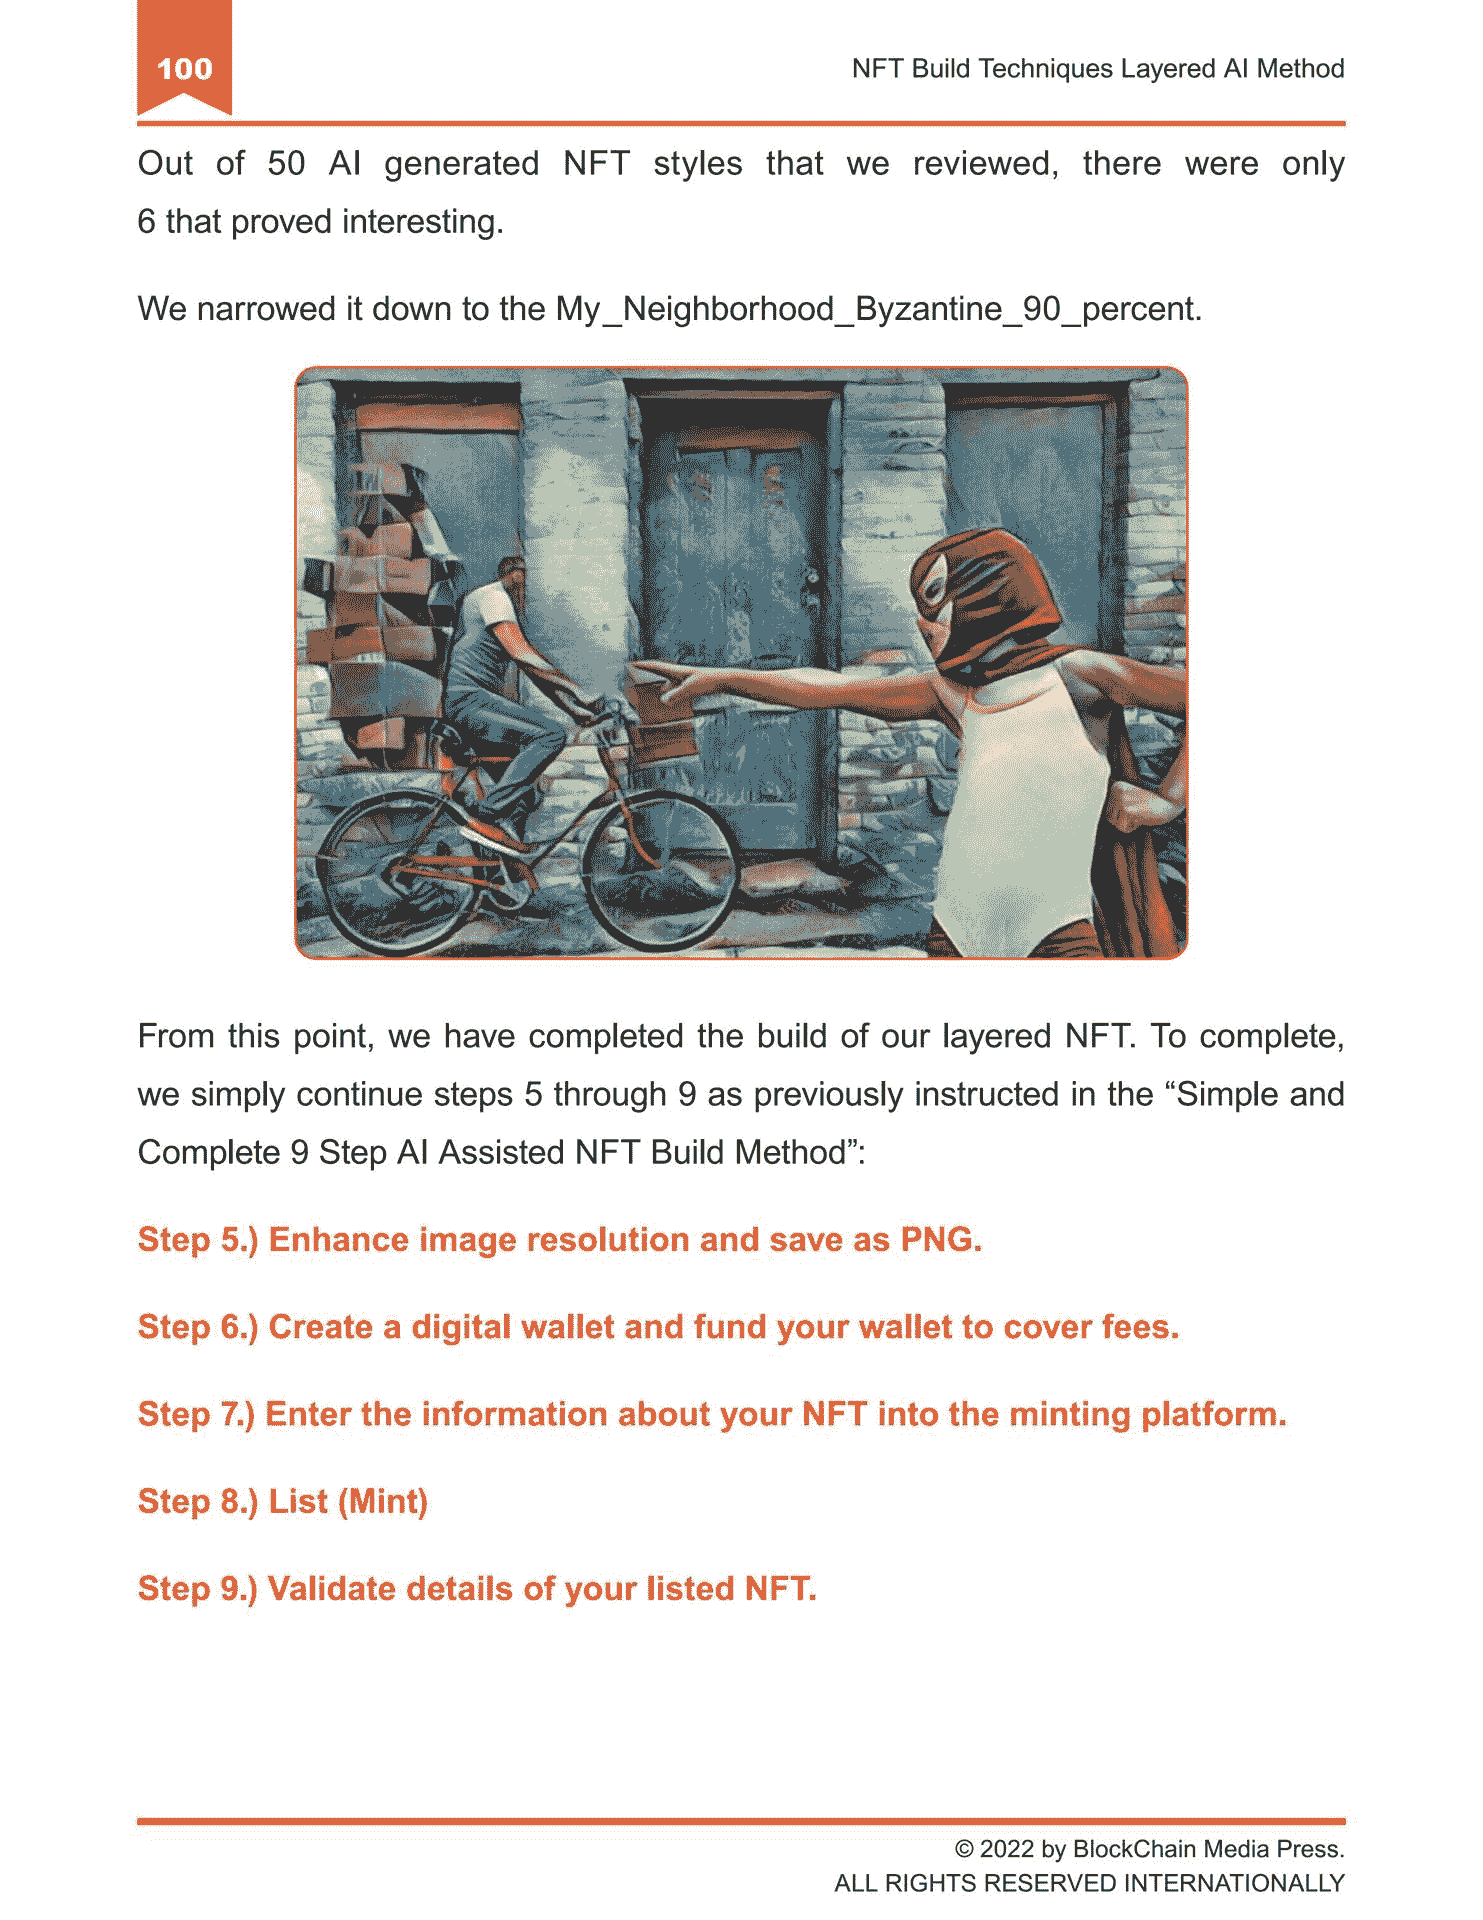 100
NFT Build Techniques Layered AI Method
Out of 50 AI generated NFT styles that we reviewed, there were only
6 that proved interesting.
We narrowed it down to the My_Neighborhood_Byzantine_90_percent.
From this point, we have completed the build of our layered NFT. To complete,
we simply continue steps 5 through 9 as previously instructed in the “Simple and
Complete 9 Step AI Assisted NFT Build Method”:
Step 5.) Enhance image resolution and save as PNG.
Step 6.) Create a digital wallet and fund your wallet to cover fees.
Step 7.) Enter the information about your NFT into the minting platform.
Step 8.) List (Mint)
Step 9.) Validate details of your listed NFT.
© 2022 by BlockChain Media Press.
ALL RIGHTS RESERVED INTERNATIONALLY